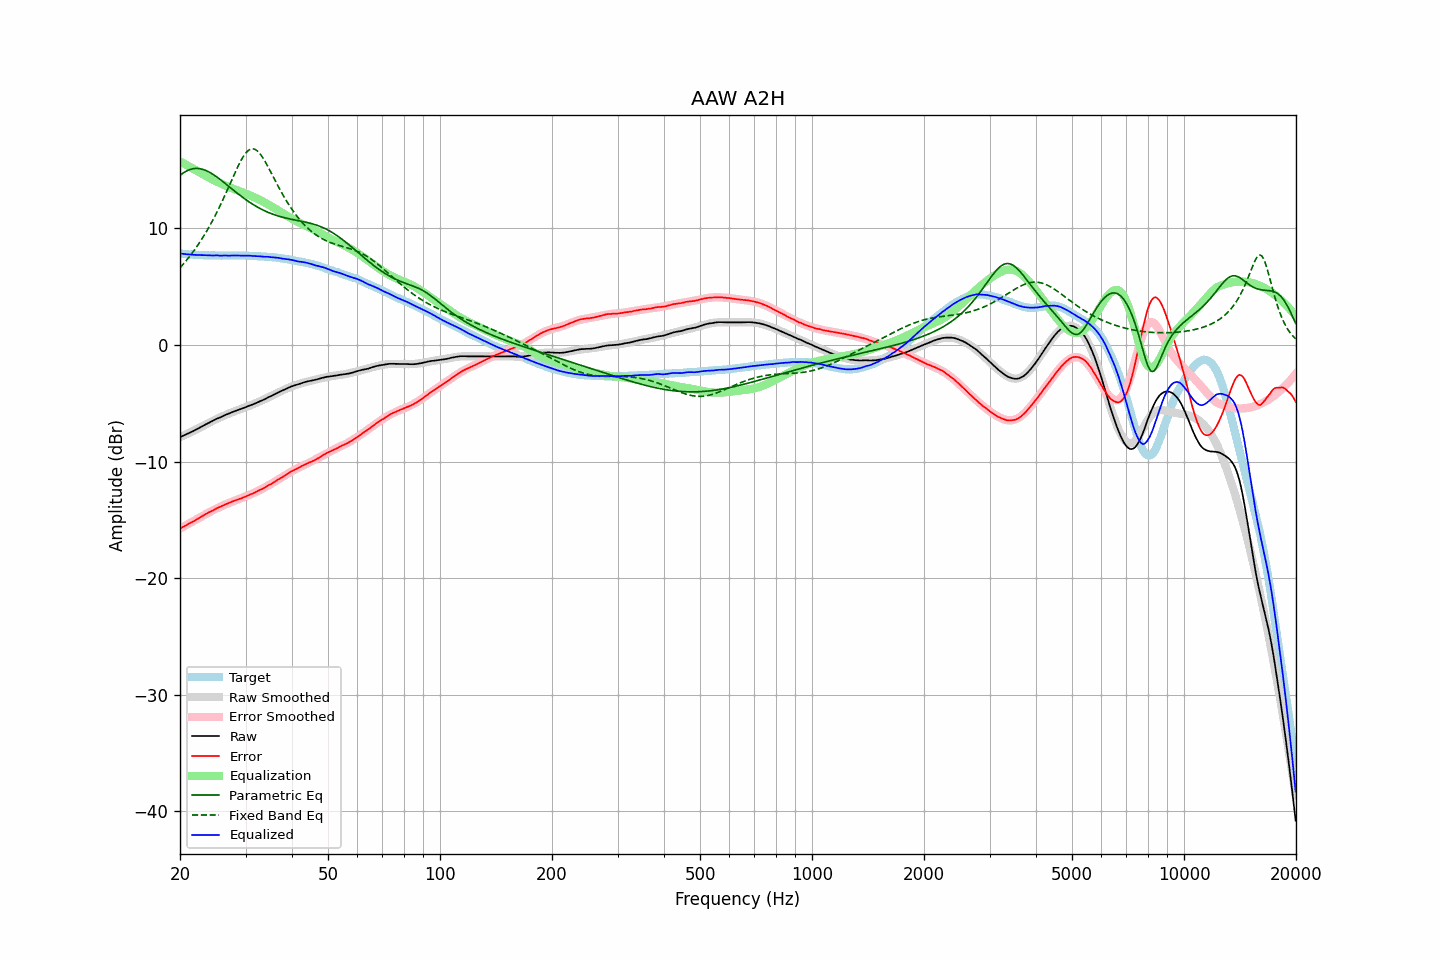 AAW A2H
Amplitude (dBr)
10
0
−10
−20
−30
−40
Target
Raw Smoothed
Error Smoothed
Raw
Error
Equalization
Parametric Eq
Fixed Band Eq
Equalized
20 50 100 200 500 1000 2000 5000 10000 20000
Frequency (Hz)